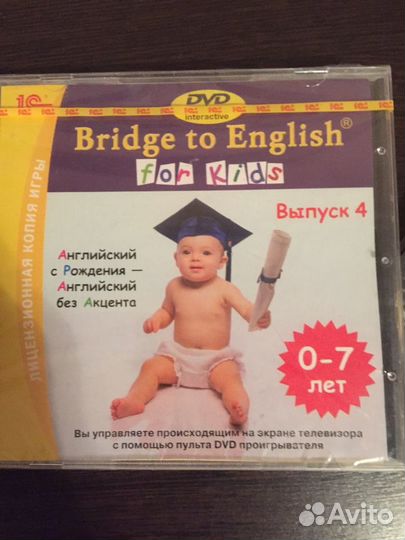 1С
DVD
interactive
Bridge to English®
for Kids
Выпуск 4
Английский
с Рождения —
Английский
без Акцента
0-7
лет
Вы управляете происходящим на экране телевизора
с помощью пульта DVD проигрывателя
ЛИЦЕНЗИОННАЯ КОПИЯ ИГРЫ
Avito